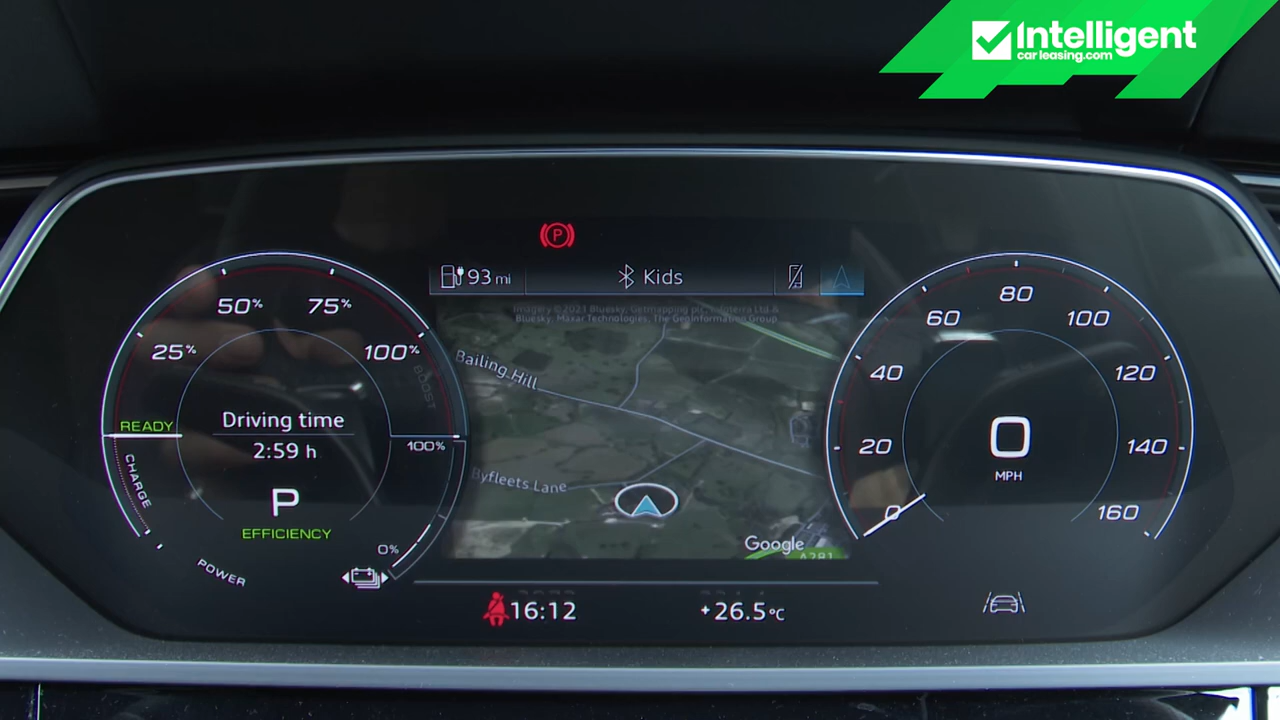 Intelligent
carleasing.com
P
93 mi
Kids
Imagery ©2021 Bluesky, Getmapping plc, Infoterra Ltd &
Bluesky, Maxar Technologies, The GeoInformation Group
25%
50%
75%
100%
BOOST
READY
CHARGE
POWER
Driving time
2:59 h
P
EFFICIENCY
100%
0%
Bailing Hill
Byfleets Lane
Google
A281
16:12
+26.5°C
0
20
40
60
80
100
120
140
160
0
MPH